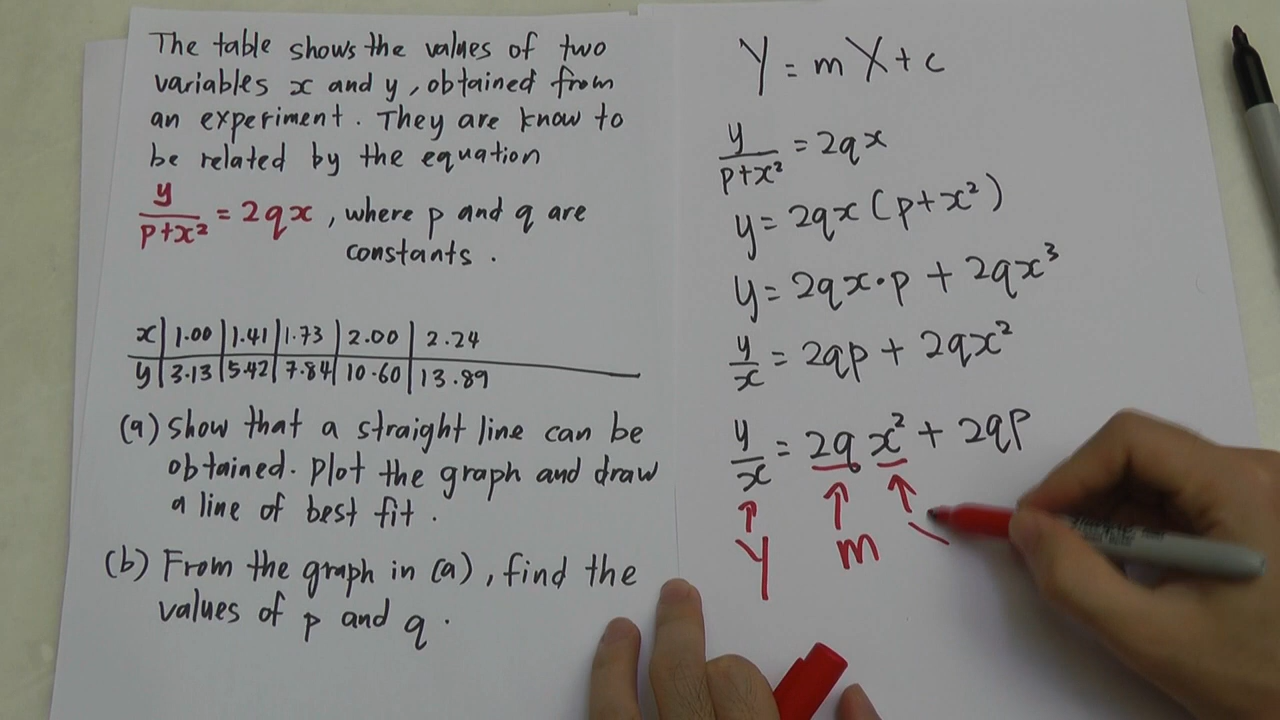 The table shows the values of two
variables x and y, obtained from
an experiment. They are know to
be related by the equation
y/(p+x²) = 2qx, where p and q are
constants.
x | 1.00 | 1.41 | 1.73 | 2.00 | 2.24
y | 3.13 | 5.42 | 7.84 | 10.60 | 13.89
(a) Show that a straight line can be
obtained. Plot the graph and draw
a line of best fit.
(b) From the graph in (a), find the
values of p and q.
Y = mX + c
y/(p+x²) = 2qx
y = 2qx(p+x²)
y = 2qx·p + 2qx³
y/x = 2qp + 2qx²
y/x = 2q x² + 2qp
↑ ↑ ↑
Y m